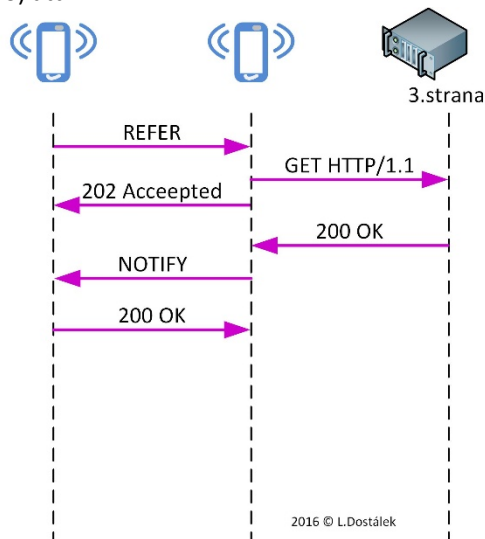 3.strana
REFER
GET HTTP/1.1
202 Acceepted
200 OK
NOTIFY
200 OK
2016 © L.Dostálek